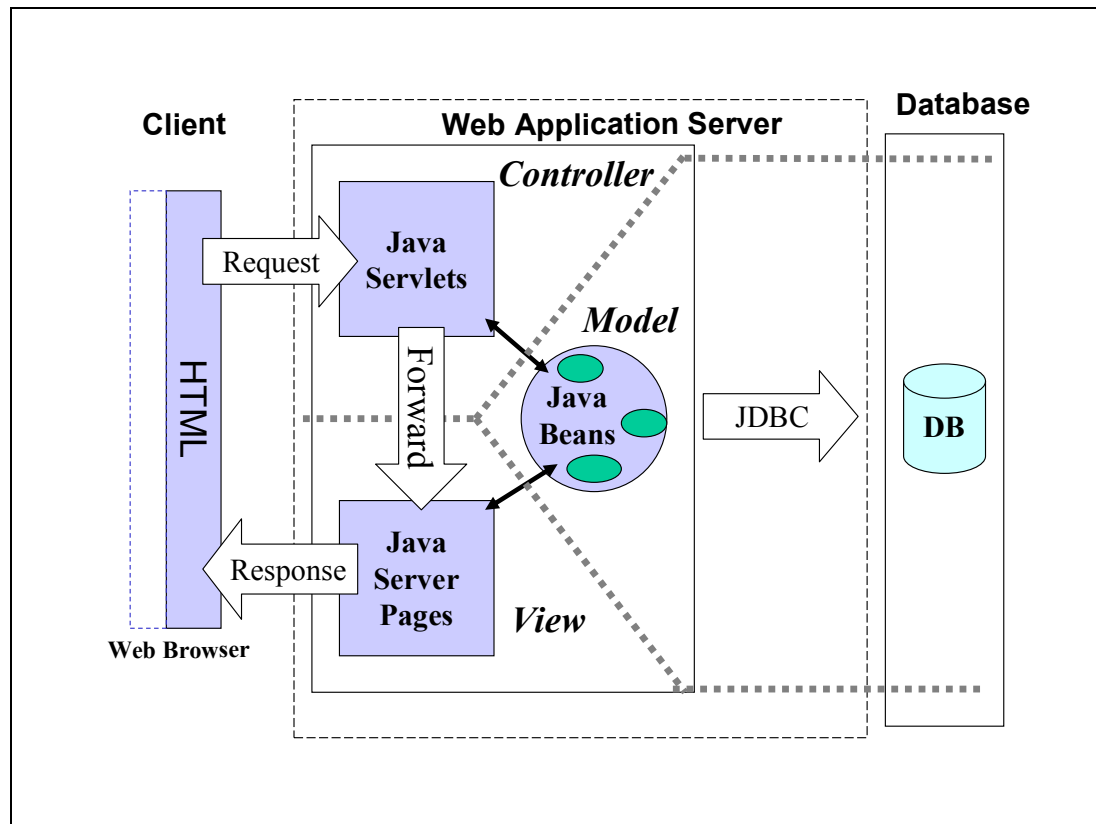 Client
Web Application Server
Database
Controller
Java
Servlets
Request
Model
HTML
Forward
Java
Beans
JDBC
DB
Java
Server
Pages
Response
View
Web Browser